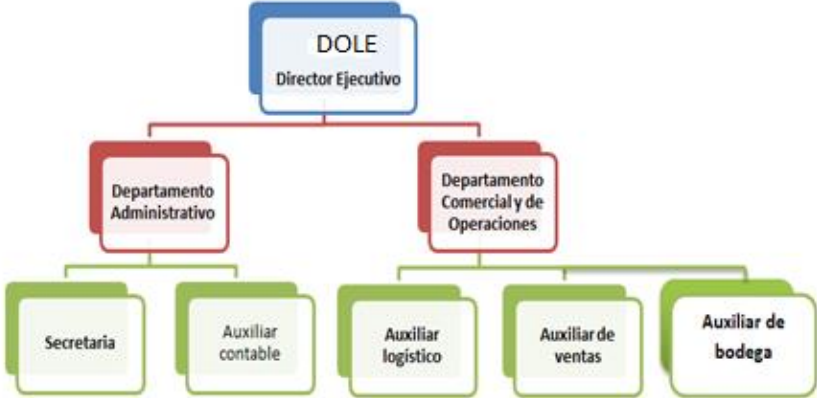 DOLE
Director Ejecutivo
Departamento
Administrativo
Departamento
Comercial y de
Operaciones
Secretaria
Auxiliar
contable
Auxiliar
logístico
Auxiliar de
ventas
Auxiliar de
bodega